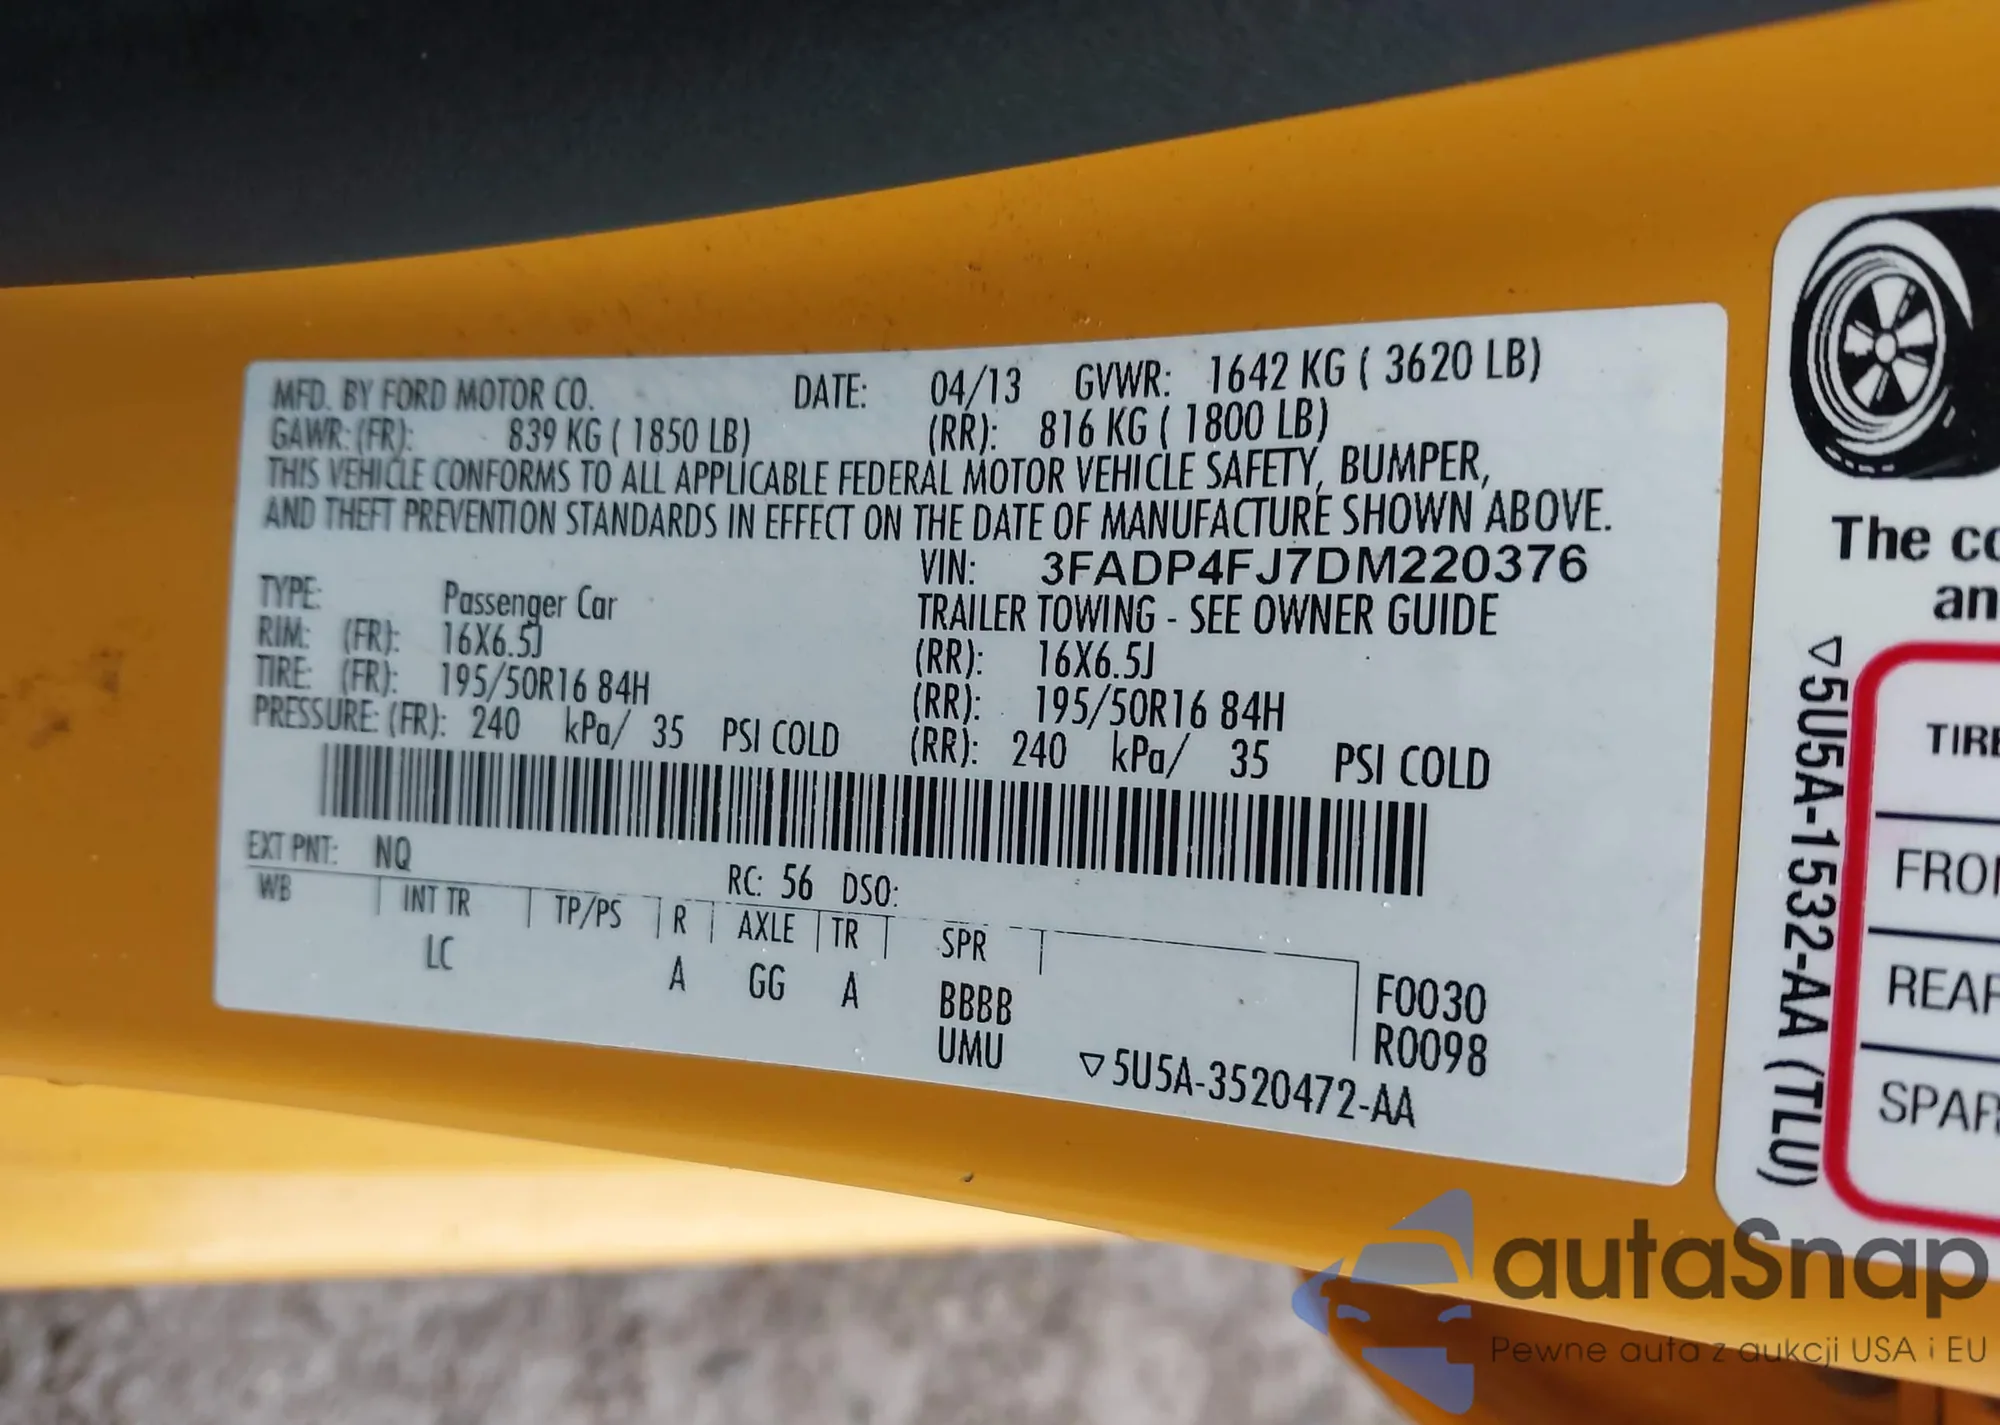 MFD. BY FORD MOTOR CO. DATE: 04/13 GVWR: 1642 KG ( 3620 LB)
GAWR: (FR): 839 KG ( 1850 LB) (RR): 816 KG ( 1800 LB)
THIS VEHICLE CONFORMS TO ALL APPLICABLE FEDERAL MOTOR VEHICLE SAFETY, BUMPER,
AND THEFT PREVENTION STANDARDS IN EFFECT ON THE DATE OF MANUFACTURE SHOWN ABOVE.
VIN: 3FADP4FJ7DM220376
TYPE: Passenger Car TRAILER TOWING - SEE OWNER GUIDE
RIM: (FR): 16X6.5J (RR): 16X6.5J
TIRE: (FR): 195/50R16 84H (RR): 195/50R16 84H
PRESSURE: (FR): 240 kPa/ 35 PSI COLD (RR): 240 kPa/ 35 PSI COLD
EXT PNT: NQ RC: 56 DSO:
WB INT TR TP/PS R AXLE TR SPR
LC A GG A BBBB F0030
UMU R0098
▽5U5A-3520472-AA
The co
an
▽5U5A-1532-AA (TLU)
TIRE
FRON
REAR
SPAR
autaSnap
Pewne auta z aukcji USA i EU